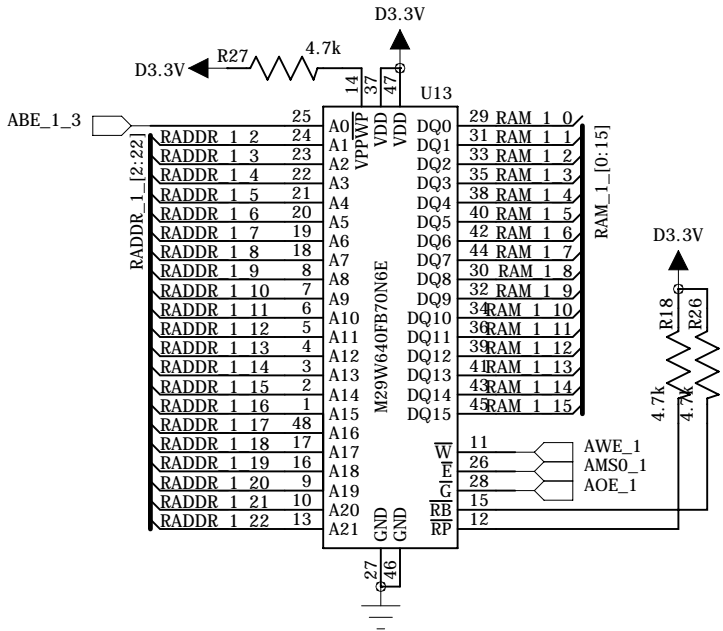 D3.3V
D3.3V
R27
4.7k
14
37
47
U13
ABE_1_3
25
A0
VPPWP
VDD
VDD
DQ0
29
RAM_1_0
RADDR_1_2
24
A1
DQ1
31
RAM_1_1
RADDR_1_3
23
A2
DQ2
33
RAM_1_2
RADDR_1_4
22
A3
DQ3
35
RAM_1_3
RADDR_1_5
21
A4
DQ4
38
RAM_1_4
RADDR_1_6
20
A5
DQ5
40
RAM_1_5
RADDR_1_7
19
A6
DQ6
42
RAM_1_6
RADDR_1_8
18
A7
DQ7
44
RAM_1_7
RADDR_1_9
8
A8
DQ8
30
RAM_1_8
RADDR_1_10
7
A9
DQ9
32
RAM_1_9
RADDR_1_11
6
A10
DQ10
34
RAM_1_10
RADDR_1_12
5
A11
DQ11
36
RAM_1_11
RADDR_1_13
4
A12
DQ12
39
RAM_1_12
RADDR_1_14
3
A13
DQ13
41
RAM_1_13
RADDR_1_15
2
A14
DQ14
43
RAM_1_14
RADDR_1_16
1
A15
DQ15
45
RAM_1_15
RADDR_1_17
48
A16
RADDR_1_18
17
A17
W
11
AWE_1
RADDR_1_19
16
A18
E
26
AMS0_1
RADDR_1_20
9
A19
G
28
AOE_1
RADDR_1_21
10
A20
RB
15
RADDR_1_22
13
A21
RP
12
RADDR_1_[2:22]
M29W640FB70N6E
RAM_1_[0:15]
D3.3V
R18
R26
4.7k
4.7k
GND
GND
27
46